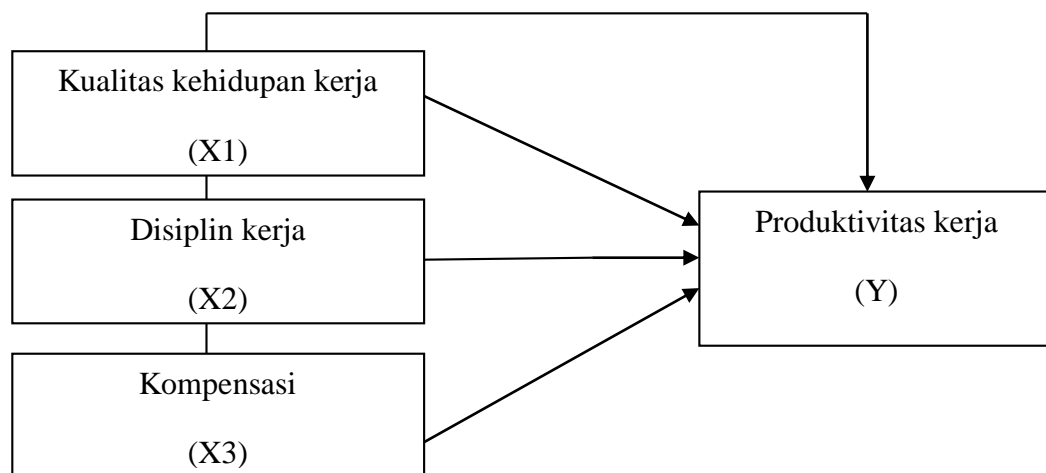 Kualitas kehidupan kerja
(X1)
Disiplin kerja
(X2)
Kompensasi
(X3)
Produktivitas kerja
(Y)